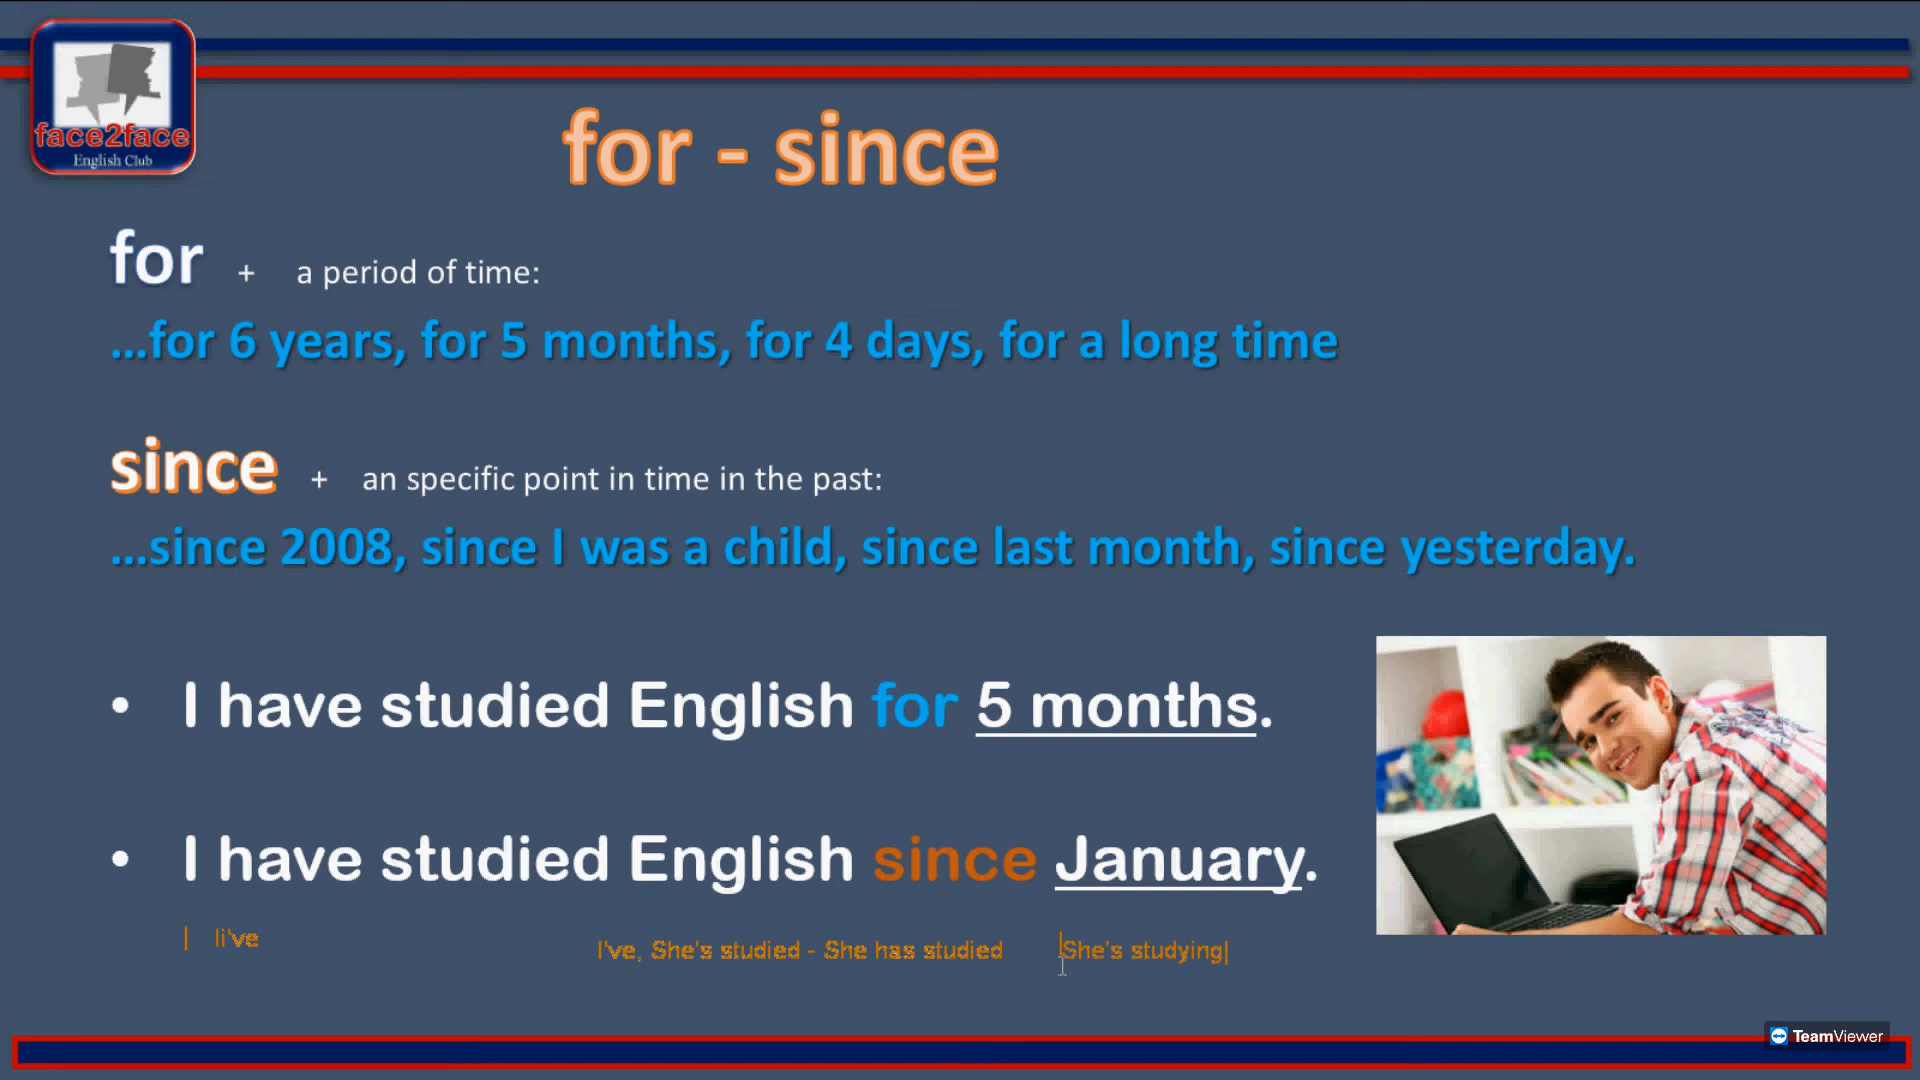 face2face
English Club
for - since
for + a period of time:
...for 6 years, for 5 months, for 4 days, for a long time
since + an specific point in time in the past:
...since 2008, since I was a child, since last month, since yesterday.
• I have studied English for 5 months.
• I have studied English since January.
I've, She's studied - She has studied
She's studying
TeamViewer